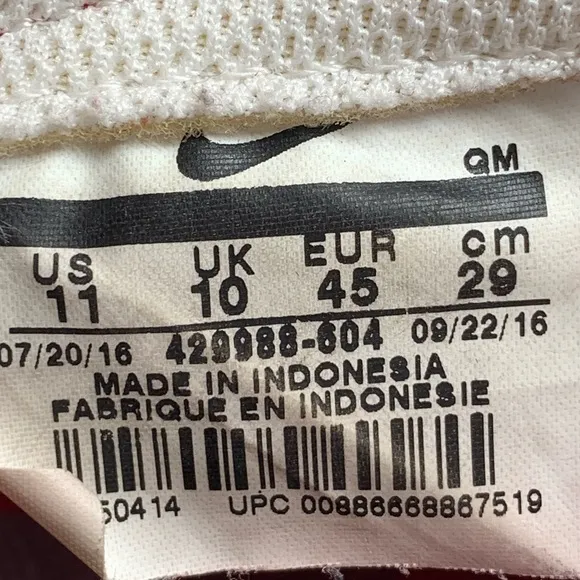 QM
US UK EUR cm
11 10 45 29
07/20/16 429988-604 09/22/16
MADE IN INDONESIA
FABRIQUE EN INDONESIE
50414 UPC 00886668867519